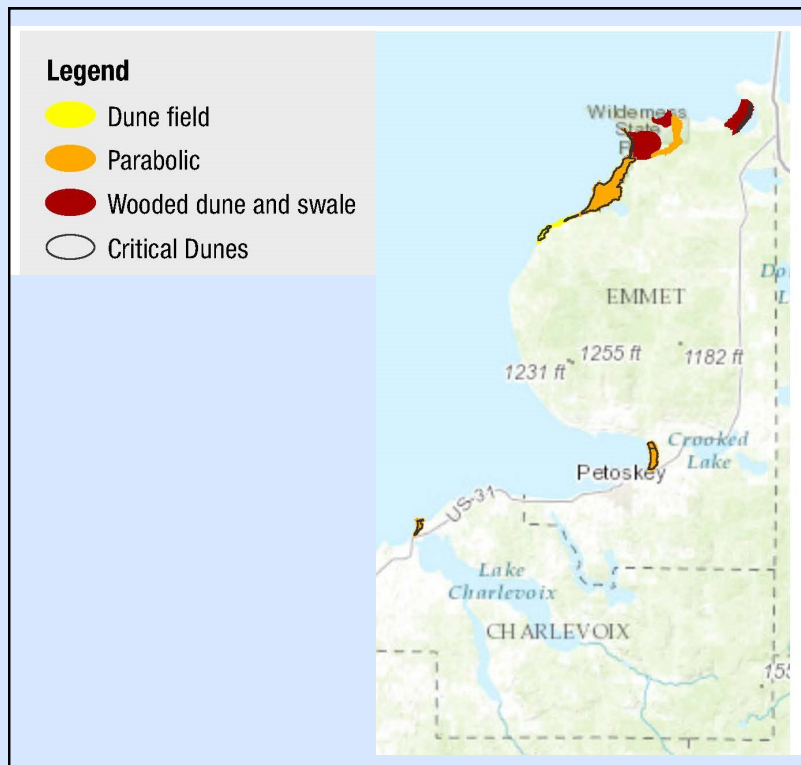 Legend
Dune field
Parabolic
Wooded dune and swale
Critical Dunes
Wilderness
State
EMMET
1231 ft
1255 ft
1182 ft
Crooked
Lake
Petoskey
US-31
Lake
Charlevoix
CHARLEVOIX